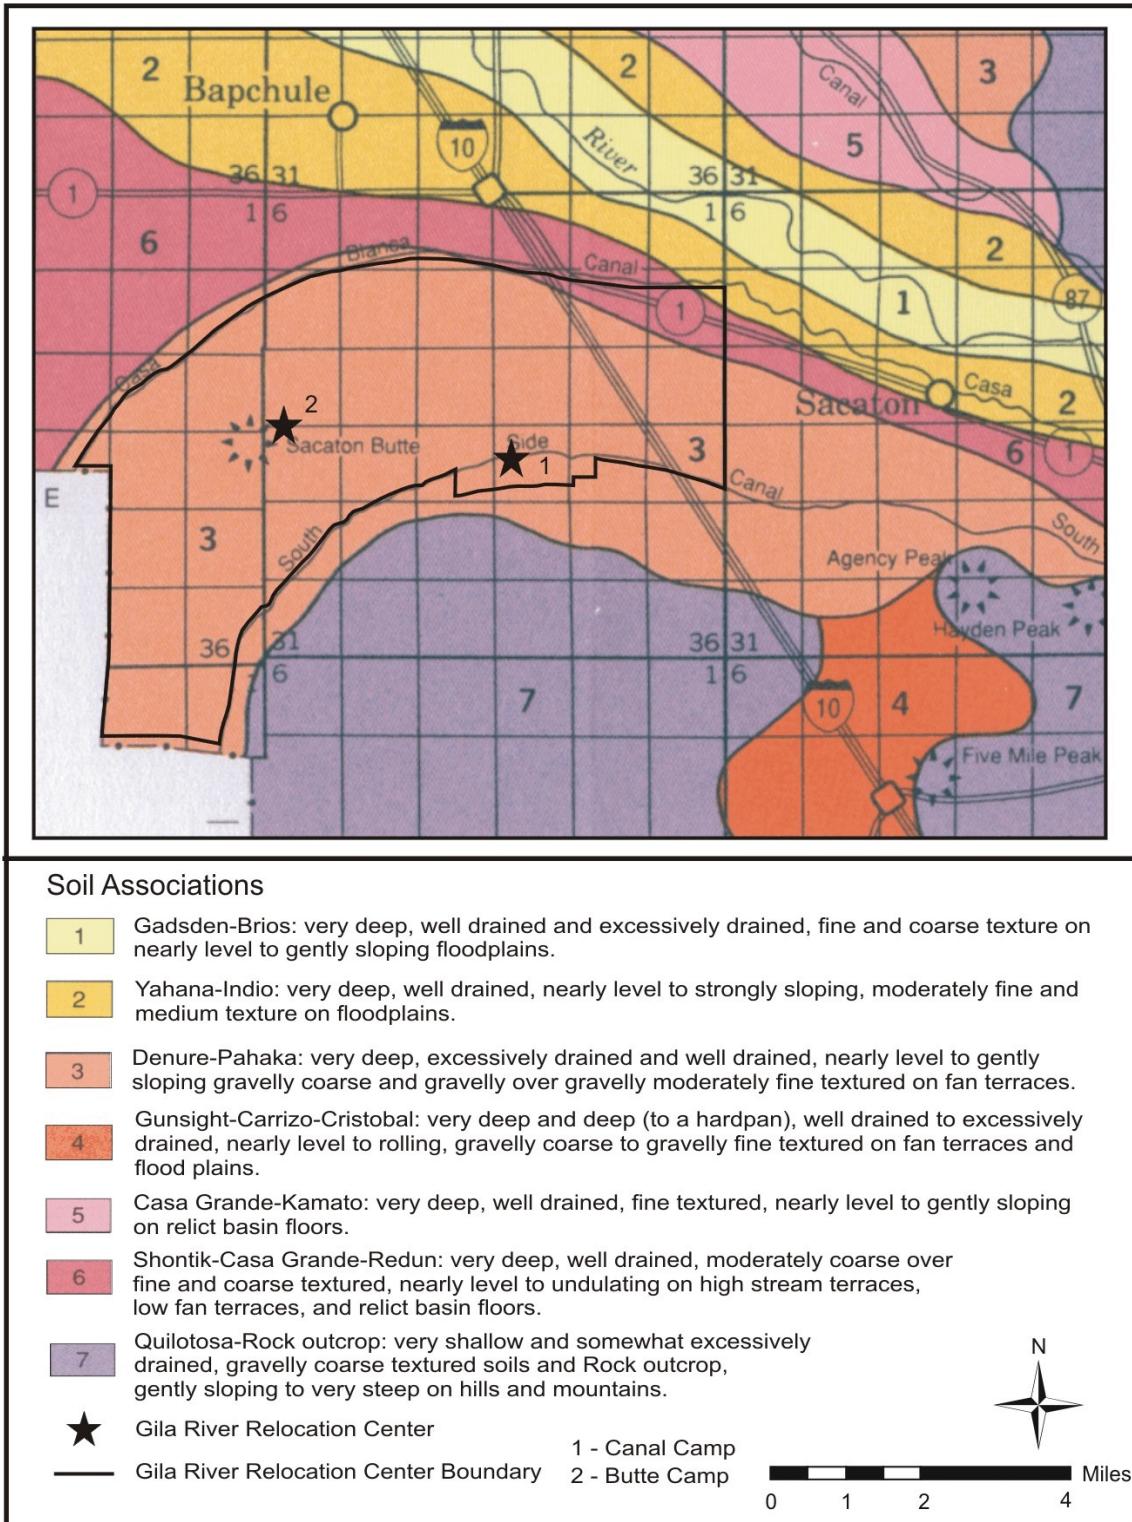 2
Bapchule
10
River
2
Canal
3
5
36 31
1 6
36 31
1 6
1
6
Blanca
Canal
2
1
87
1
Casa
2
Sacaton Butte
Side
1
3
Sacaton
Casa
2
6
1
E
3
South
Canal
South
Agency Peak
Hayden Peak
36 31
1 6
36 31
6
7
10
4
7
Five Mile Peak
Soil Associations
1 Gadsden-Brios: very deep, well drained and excessively drained, fine and coarse texture on
nearly level to gently sloping floodplains.
2 Yahana-Indio: very deep, well drained, nearly level to strongly sloping, moderately fine and
medium texture on floodplains.
3 Denure-Pahaka: very deep, excessively drained and well drained, nearly level to gently
sloping gravelly coarse and gravelly over gravelly moderately fine textured on fan terraces.
4 Gunsight-Carrizo-Cristobal: very deep and deep (to a hardpan), well drained to excessively
drained, nearly level to rolling, gravelly coarse to gravelly fine textured on fan terraces and
flood plains.
5 Casa Grande-Kamato: very deep, well drained, fine textured, nearly level to gently sloping
on relict basin floors.
6 Shontik-Casa Grande-Redun: very deep, well drained, moderately coarse over
fine and coarse textured, nearly level to undulating on high stream terraces,
low fan terraces, and relict basin floors.
7 Quilotosa-Rock outcrop: very shallow and somewhat excessively
drained, gravelly coarse textured soils and Rock outcrop,
gently sloping to very steep on hills and mountains.
Gila River Relocation Center
Gila River Relocation Center Boundary
1 - Canal Camp
2 - Butte Camp
N
Miles
0 1 2 4